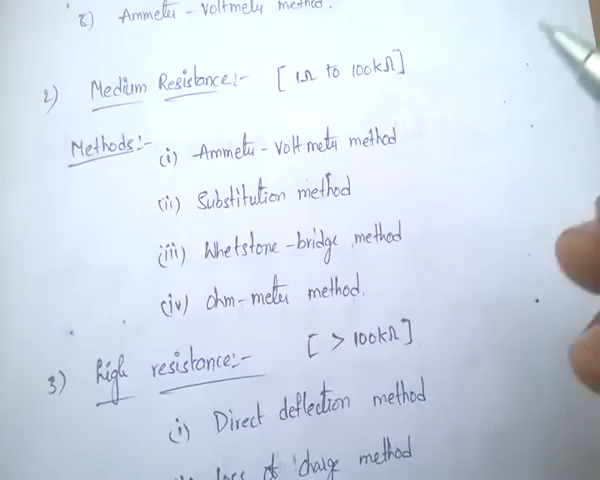 8) Ammeter - Voltmeter method.
2) Medium Resistance:- [1Ω to 100kΩ]
Methods:- (i) Ammeter - Voltmeter method
(ii) Substitution method
(iii) Whetstone - bridge method
(iv) Ohm-meter method.
3) High resistance:- [ > 100kΩ ]
(i) Direct deflection method
loss of charge method